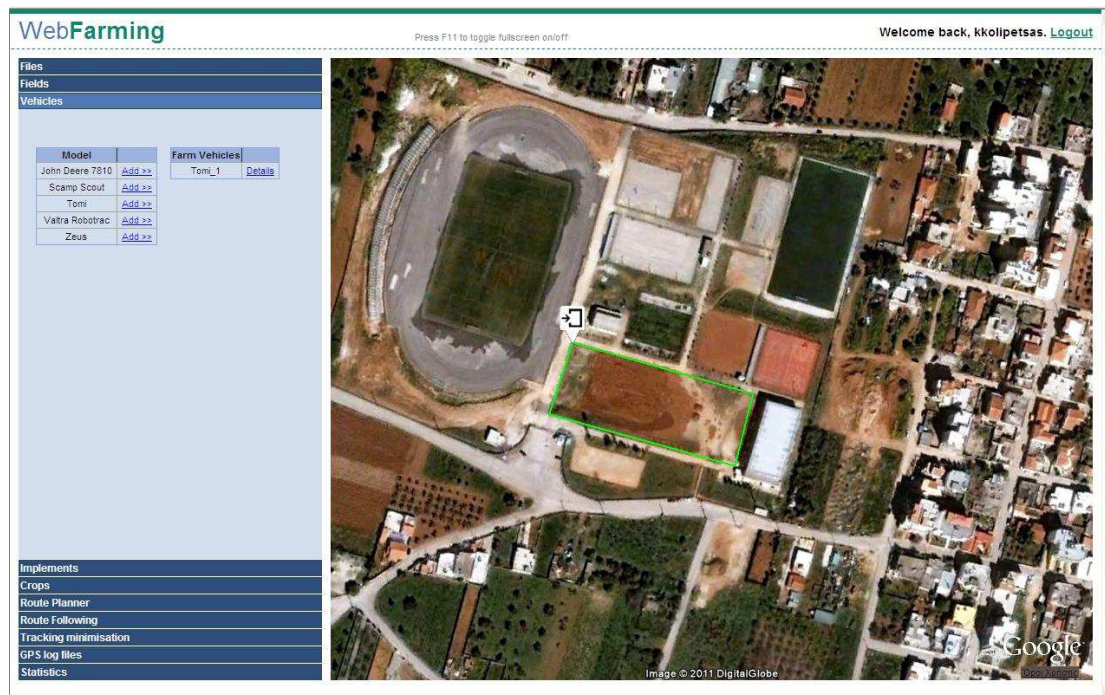 WebFarming
Press F11 to toggle fullscreen on/off
Welcome back, kkolipetsas. Logout
Files
Fields
Vehicles
Model
John Deere 7810 Add >>
Scamp Scout Add >>
Tomi Add >>
Valtra Robotrac Add >>
Zeus Add >>
Farm Vehicles
Tomi_1 Details
Implements
Crops
Route Planner
Route Following
Tracking minimisation
GPS log files
Statistics
Google
Image © 2011 DigitalGlobe
Όροι Χρήσης